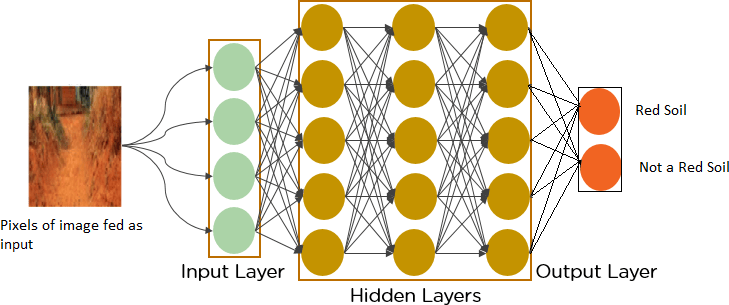 Red Soil
Not a Red Soil
Pixels of image fed as
input
Input Layer
Output Layer
Hidden Layers